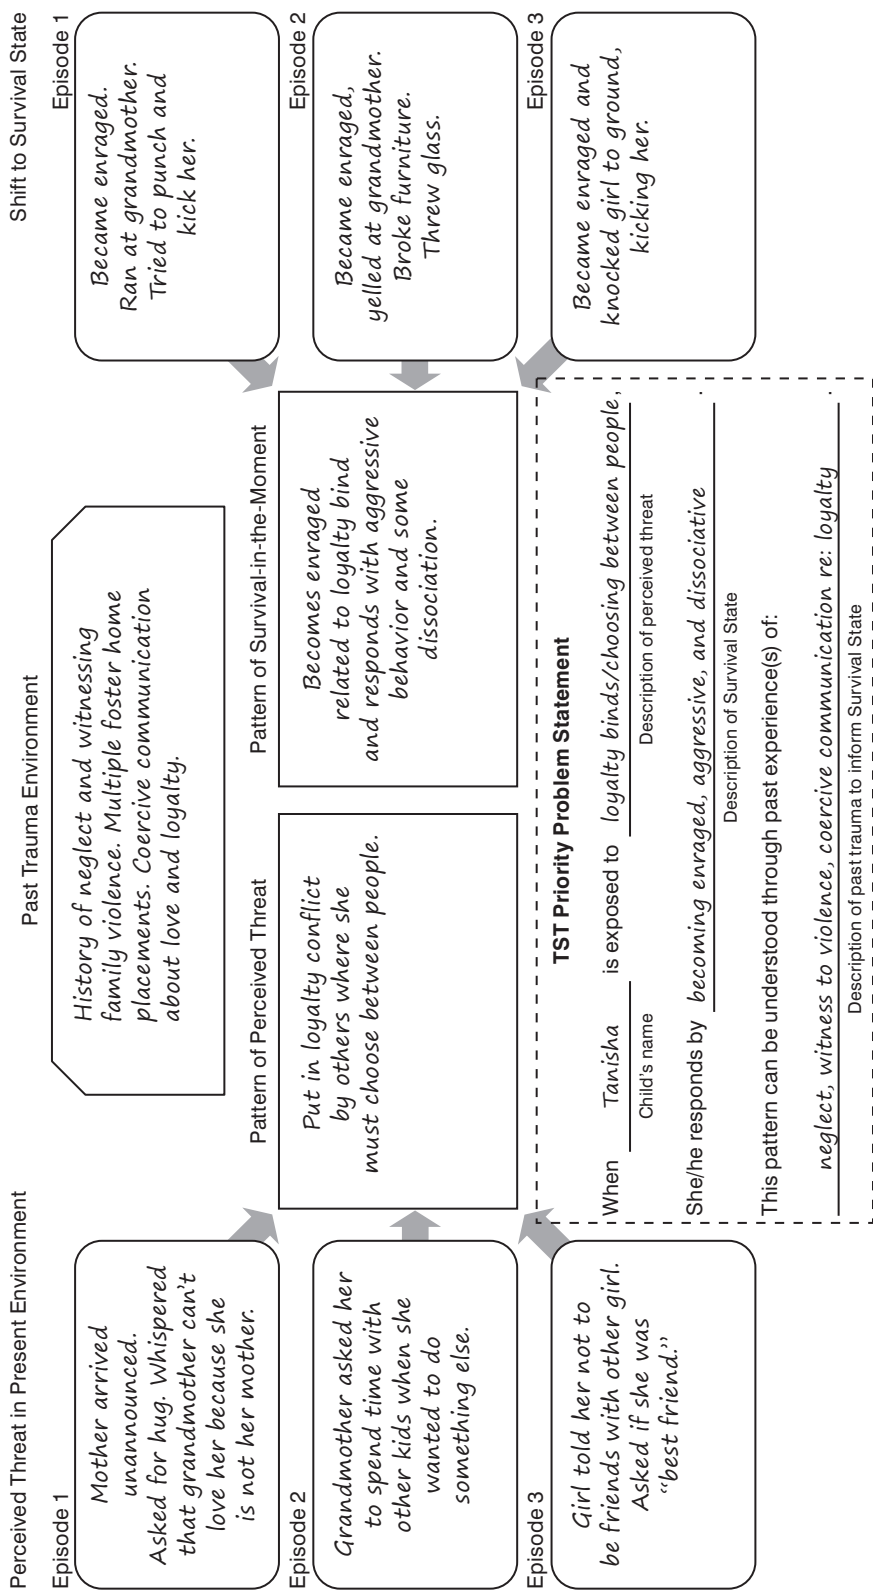 Perceived Threat in Present Environment
Episode 1
Mother arrived
unannounced.
Asked for hug. Whispered
that grandmother can't
love her because she
is not her mother.
Episode 2
Grandmother asked her
to spend time with
other kids when she
wanted to do
something else.
Episode 3
Girl told her not to
be friends with other girl.
Asked if she was
“best friend.”
Past Trauma Environment
History of neglect and witnessing
family violence. Multiple foster home
placements. Coercive communication
about love and loyalty.
Pattern of Perceived Threat
Put in loyalty conflict
by others where she
must choose between people.
Pattern of Survival-in-the-Moment
Becomes enraged
related to loyalty bind
and responds with aggressive
behavior and some
dissociation.
Shift to Survival State
Episode 1
Became enraged.
Ran at grandmother.
Tried to punch and
kick her.
Episode 2
Became enraged,
yelled at grandmother.
Broke furniture.
Threw glass.
Episode 3
Became enraged and
knocked girl to ground,
kicking her.
TST Priority Problem Statement
When Tanisha is exposed to loyalty binds/choosing between people,
Child's name Description of perceived threat
She/he responds by becoming enraged, aggressive, and dissociative.
Description of Survival State
This pattern can be understood through past experience(s) of:
neglect, witness to violence, coercive communication re: loyalty.
Description of past trauma to inform Survival State